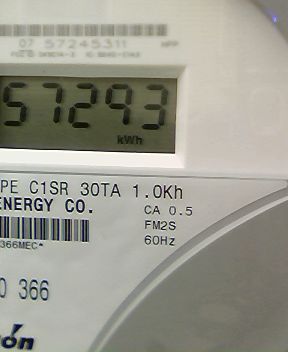 07 57245311
57293
kWh
PE C1SR 30TA 1.0Kh
ENERGY CO.
CA 0.5
FM2S
60Hz
366MEC*
0 366
rón